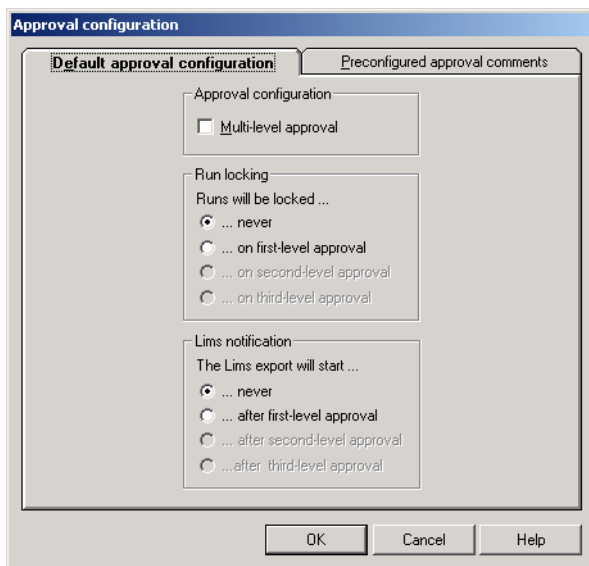 Approval configuration
Default approval configuration
Preconfigured approval comments
Approval configuration
Multi-level approval
Run locking
Runs will be locked ...
... never
... on first-level approval
... on second-level approval
... on third-level approval
Lims notification
The Lims export will start ...
... never
... after first-level approval
... after second-level approval
...after third-level approval
OK
Cancel
Help